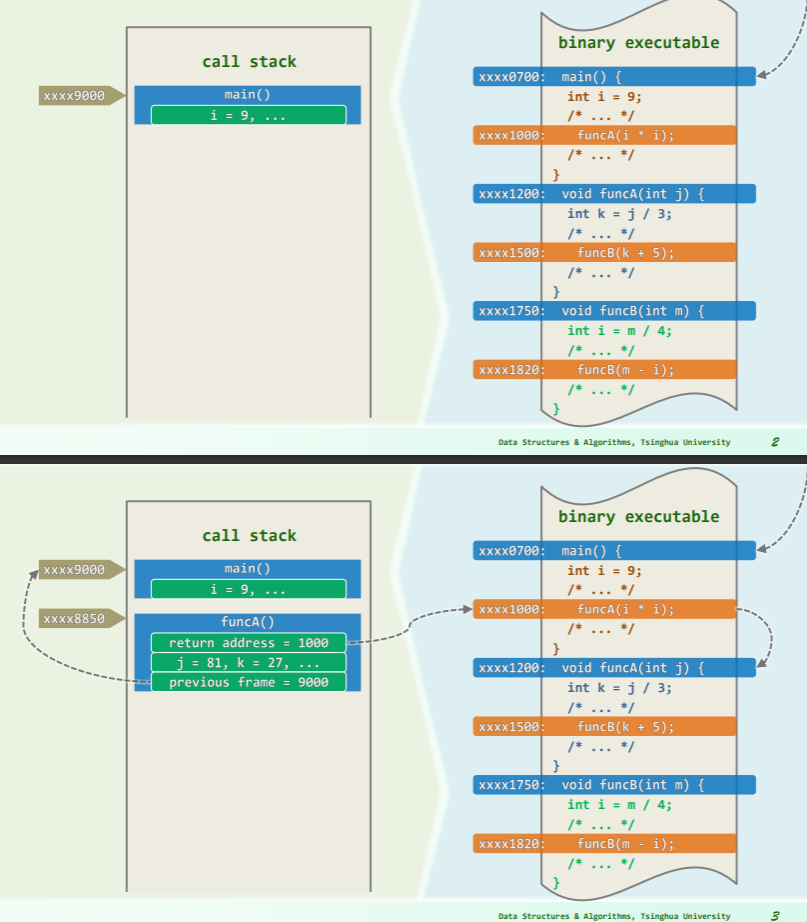 call stack
xxxx9000
main()
i = 9, ...
binary executable
xxxx0700: main() {
int i = 9;
/* ... */
xxxx1000: funcA(i * i);
/* ... */
}
xxxx1200: void funcA(int j) {
int k = j / 3;
/* ... */
xxxx1500: funcB(k + 5);
/* ... */
}
xxxx1750: void funcB(int m) {
int i = m / 4;
/* ... */
xxxx1820: funcB(m - i);
/* ... */
}
Data Structures & Algorithms, Tsinghua University 2
call stack
xxxx9000
main()
i = 9, ...
xxxx8850
funcA()
return address = 1000
j = 81, k = 27, ...
previous frame = 9000
binary executable
xxxx0700: main() {
int i = 9;
/* ... */
xxxx1000: funcA(i * i);
/* ... */
}
xxxx1200: void funcA(int j) {
int k = j / 3;
/* ... */
xxxx1500: funcB(k + 5);
/* ... */
}
xxxx1750: void funcB(int m) {
int i = m / 4;
/* ... */
xxxx1820: funcB(m - i);
/* ... */
}
Data Structures & Algorithms, Tsinghua University 3